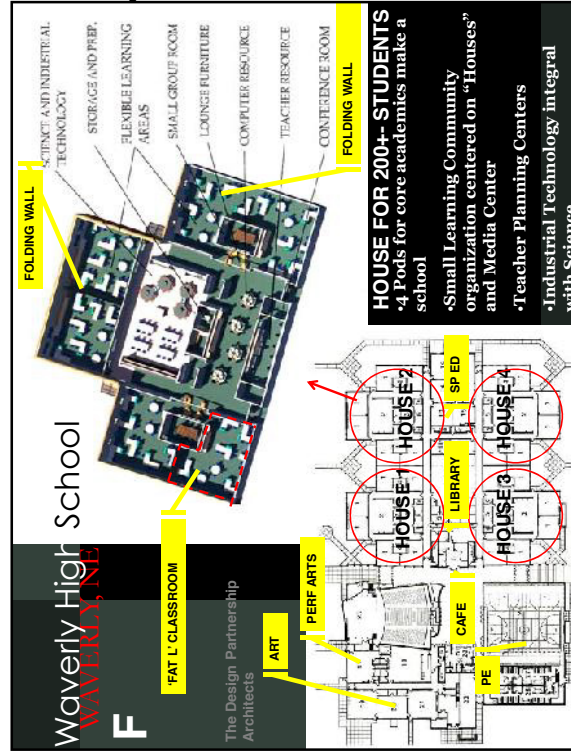 Waverly High School
WAVERLY, NE
F
'FAT L' CLASSROOM
The Design Partnership
Architects
FOLDING WALL
SCIENCE AND INDUSTRIAL
TECHNOLOGY
STORAGE AND PREP.
FLEXIBLE LEARNING
AREAS
SMALL GROUP ROOM
LOUNGE FURNITURE
COMPUTER RESOURCE
TEACHER RESOURCE
CONFERENCE ROOM
FOLDING WALL
ART
PERF ARTS
PE
CAFE
LIBRARY
SP ED
HOUSE 1
HOUSE 2
HOUSE 3
HOUSE 4
HOUSE FOR 200+- STUDENTS
•4 Pods for core academics make a
school
•Small Learning Community
organization centered on “Houses”
and Media Center
•Teacher Planning Centers
•Industrial Technology integral
with Science